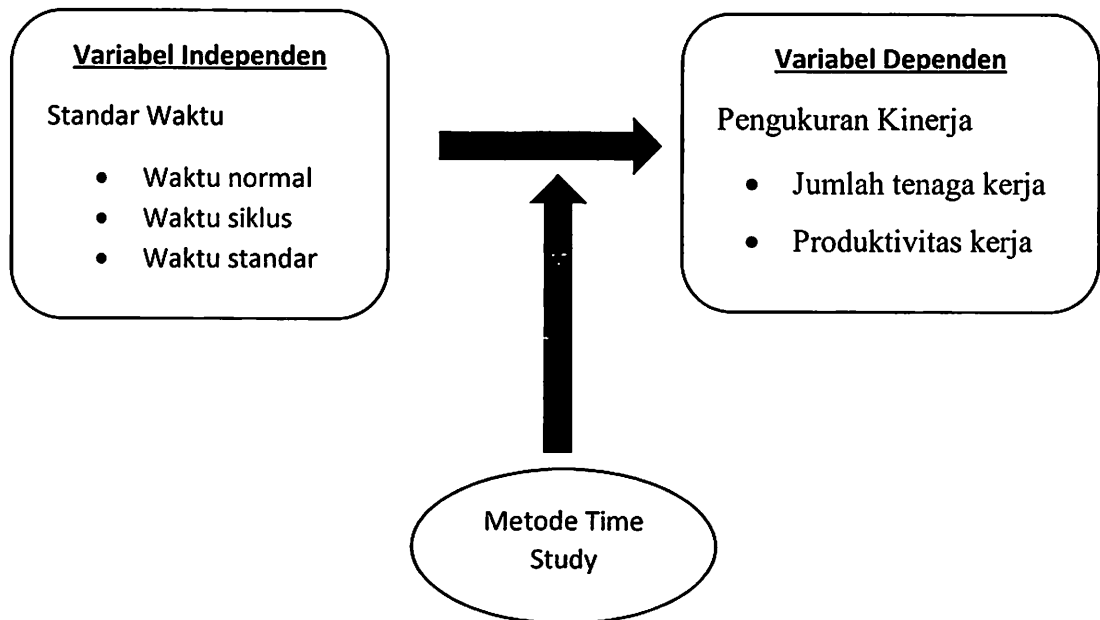 Variabel Independen
Standar Waktu
• Waktu normal
• Waktu siklus
• Waktu standar
Variabel Dependen
Pengukuran Kinerja
• Jumlah tenaga kerja
• Produktivitas kerja
Metode Time
Study